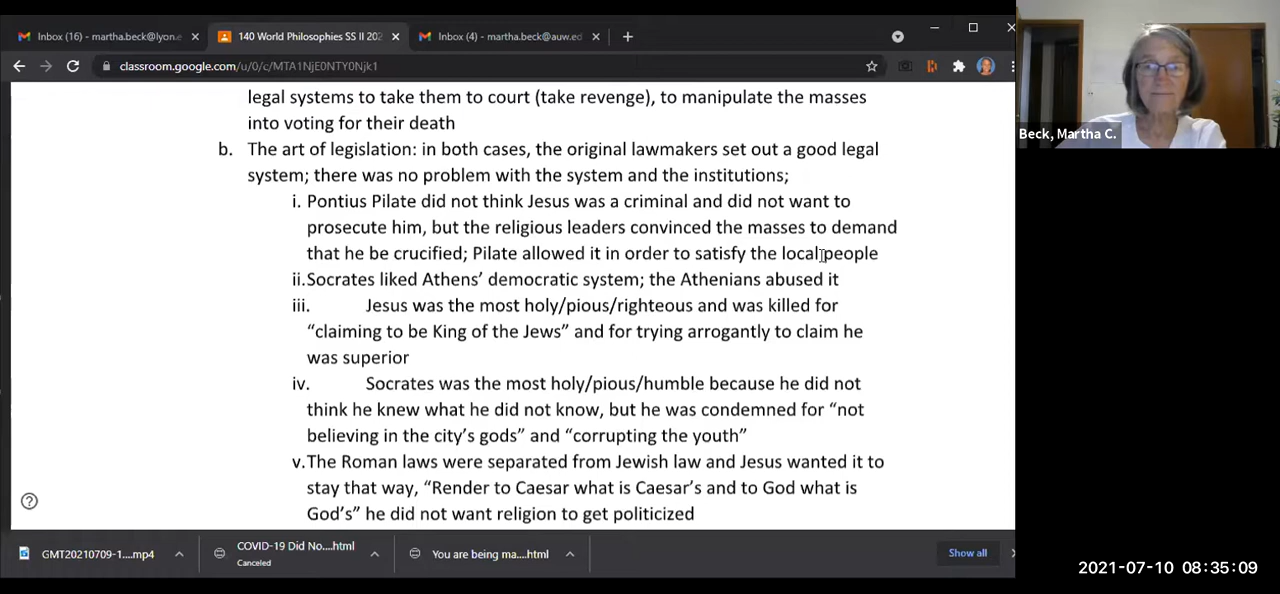 Inbox (16) - martha.beck@lyon.e
140 World Philosophies SS II 202
Inbox (4) - martha.beck@auw.ed
classroom.google.com/u/0/c/MTA1NjE0NTY0Njk1
legal systems to take them to court (take revenge), to manipulate the masses
into voting for their death
b. The art of legislation: in both cases, the original lawmakers set out a good legal
system; there was no problem with the system and the institutions;
i. Pontius Pilate did not think Jesus was a criminal and did not want to
prosecute him, but the religious leaders convinced the masses to demand
that he be crucified; Pilate allowed it in order to satisfy the local people
ii. Socrates liked Athens' democratic system; the Athenians abused it
iii. Jesus was the most holy/pious/righteous and was killed for
"claiming to be King of the Jews" and for trying arrogantly to claim he
was superior
iv. Socrates was the most holy/pious/humble because he did not
think he knew what he did not know, but he was condemned for "not
believing in the city's gods" and "corrupting the youth"
v. The Roman laws were separated from Jewish law and Jesus wanted it to
stay that way, "Render to Caesar what is Caesar's and to God what is
God's" he did not want religion to get politicized
GMT20210709-1....mp4
COVID-19 Did No....html
Canceled
You are being ma....html
Show all
Beck, Martha C.
2021-07-10 08:35:09